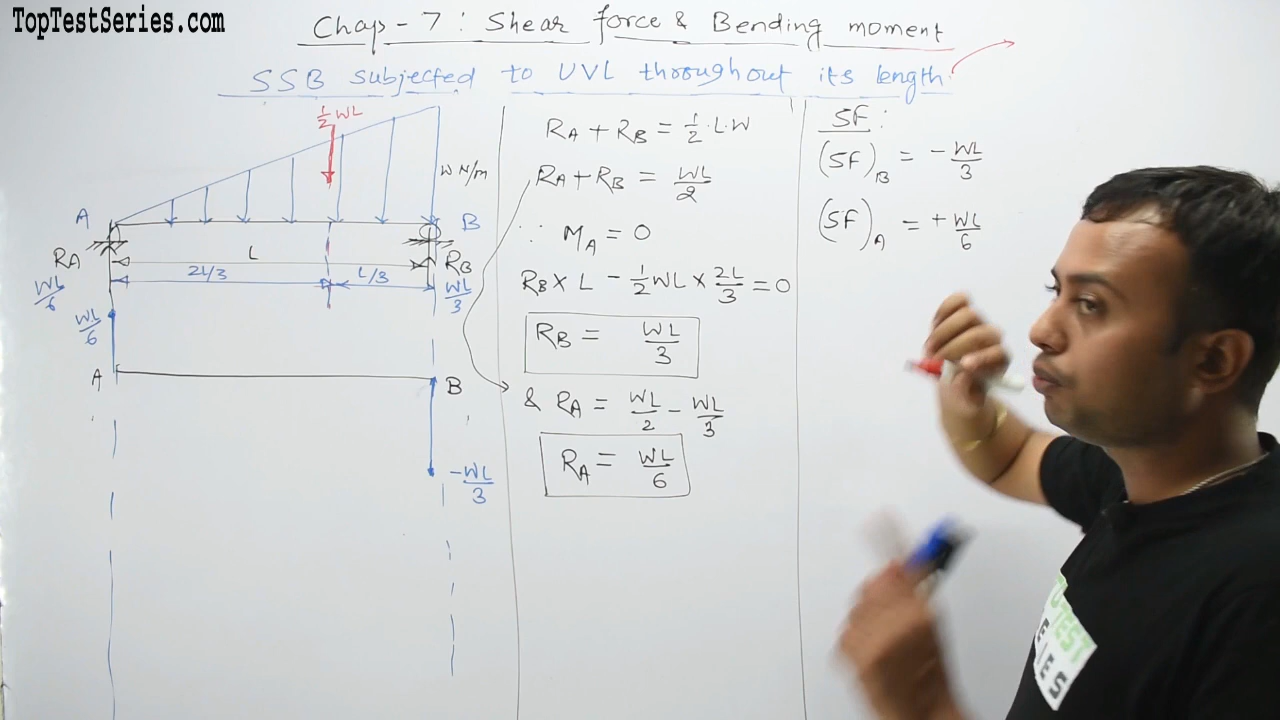 TopTestSeries.com
Chap - 7 : Shear force & Bending moment
SSB subjected to UVL throughout its length
½ WL
W N/m
A
B
RA
L
RB
2L/3
L/3
WL/6
WL/3
WL/6
A
B
-WL/3
RA + RB = ½·L·W
RA + RB = WL/2
∵ MA = 0
RB × L - ½WL × 2L/3 = 0
RB = WL/3
& RA = WL/2 - WL/3
RA = WL/6
SF :
(SF)B = -WL/3
(SF)A = +WL/6